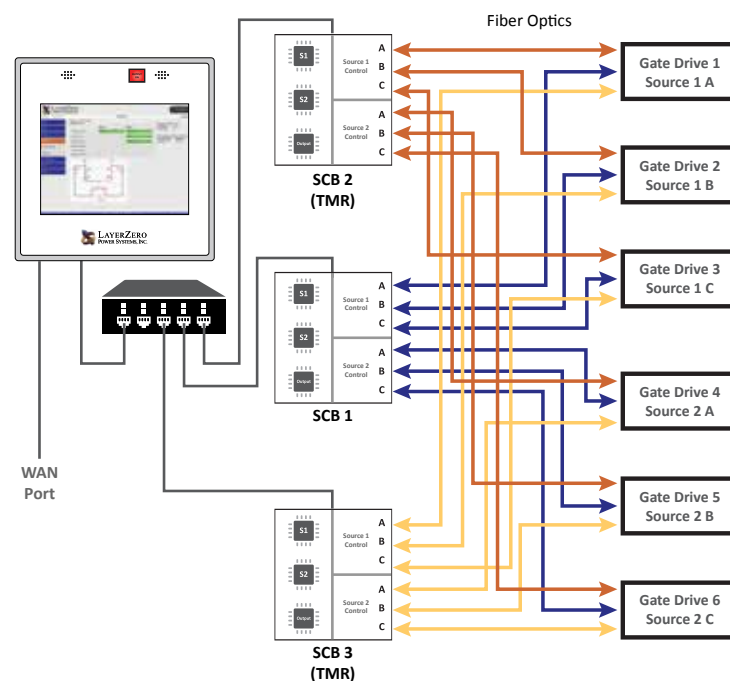 Fiber Optics
S1
S2
Output
Source 1
Control
Source 2
Control
A
B
C
A
B
C
SCB 2
(TMR)
LAYERZERO
POWER SYSTEMS, INC.
S1
S2
Output
Source 1
Control
Source 2
Control
A
B
C
A
B
C
SCB 1
WAN
Port
S1
S2
Output
Source 1
Control
Source 2
Control
A
B
C
A
B
C
SCB 3
(TMR)
Gate Drive 1
Source 1 A
Gate Drive 2
Source 1 B
Gate Drive 3
Source 1 C
Gate Drive 4
Source 2 A
Gate Drive 5
Source 2 B
Gate Drive 6
Source 2 C